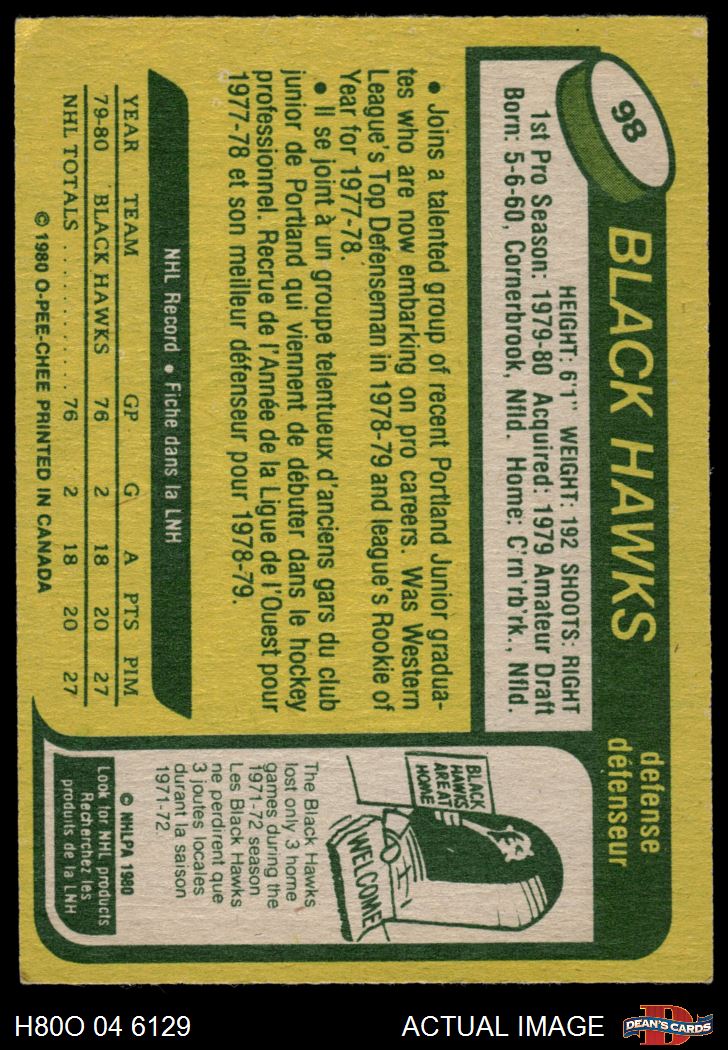 98
BLACK HAWKS
defense
défenseur
HEIGHT: 6'1" WEIGHT: 192 SHOOTS: RIGHT
1st Pro Season: 1979-80 Acquired: 1979 Amateur Draft
Born: 5-6-60, Cornerbrook, Nfld. Home: C'rn'rb'rk., Nfld.
• Joins a talented group of recent Portland Junior gradua-
tes who are now embarking on pro careers. Was Western
League's Top Defenseman in 1978-79 and league's Rookie of
Year for 1977-78.
• Il se joint à un groupe telentueux d'anciens gars du club
junior de Portland qui viennent de débuter dans le hockey
professionnel. Recrue de l'Année de la Ligue de l'Ouest pour
1977-78 et son meilleur défenseur pour 1978-79.
NHL Record • Fiche dans la LNH
YEAR TEAM GP G A PTS PIM
79-80 BLACK HAWKS 76 2 18 20 27
NHL TOTALS ........... 76 2 18 20 27
© 1980 O-PEE-CHEE PRINTED IN CANADA
BLACK
HAWKS
ARE AT
HOME
WELCOME
The Black Hawks
lost only 3 home
games during the
1971-72 season
Les Black Hawks
ne perdirent que
3 joutes locales
durant la saison
1971-72.
© NHLPA 1980
Look for NHL products
Recherchez les
produits de la LNH
H80O 04 6129
ACTUAL IMAGE
D
DEAN'S CARDS